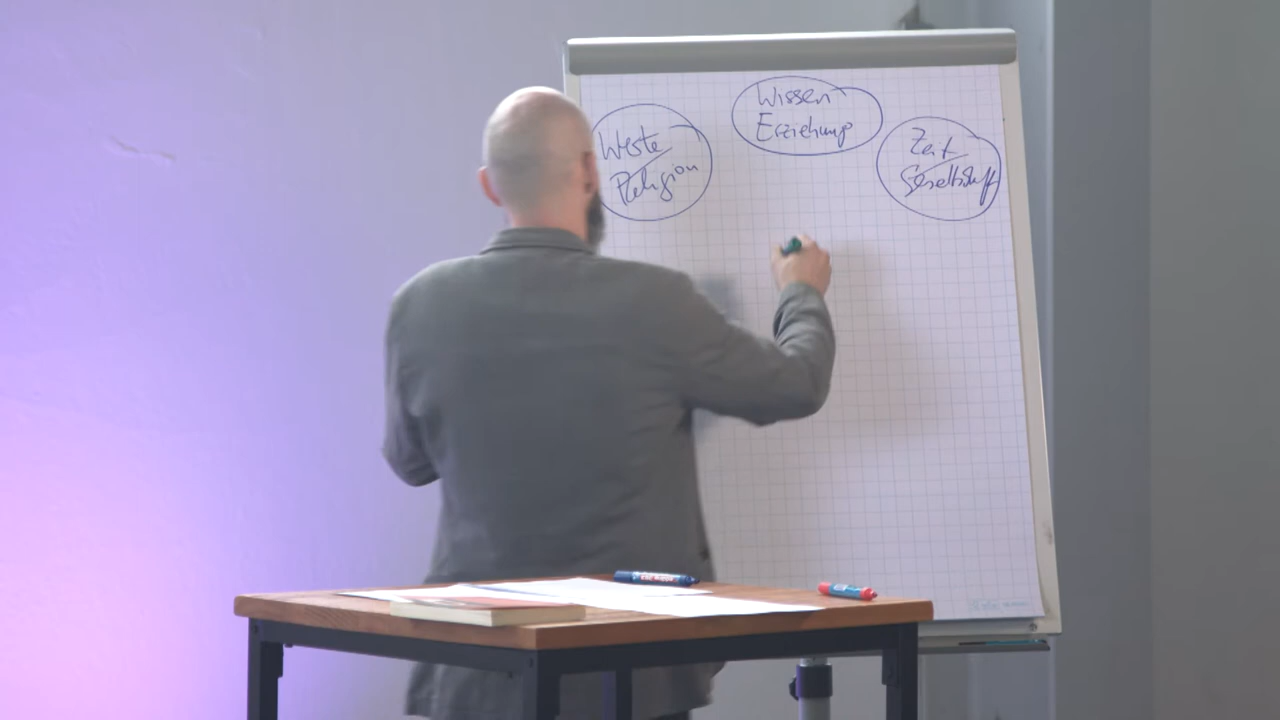 Werte
Religion
Wissen
Erziehung
Zeit
Gesellschaft